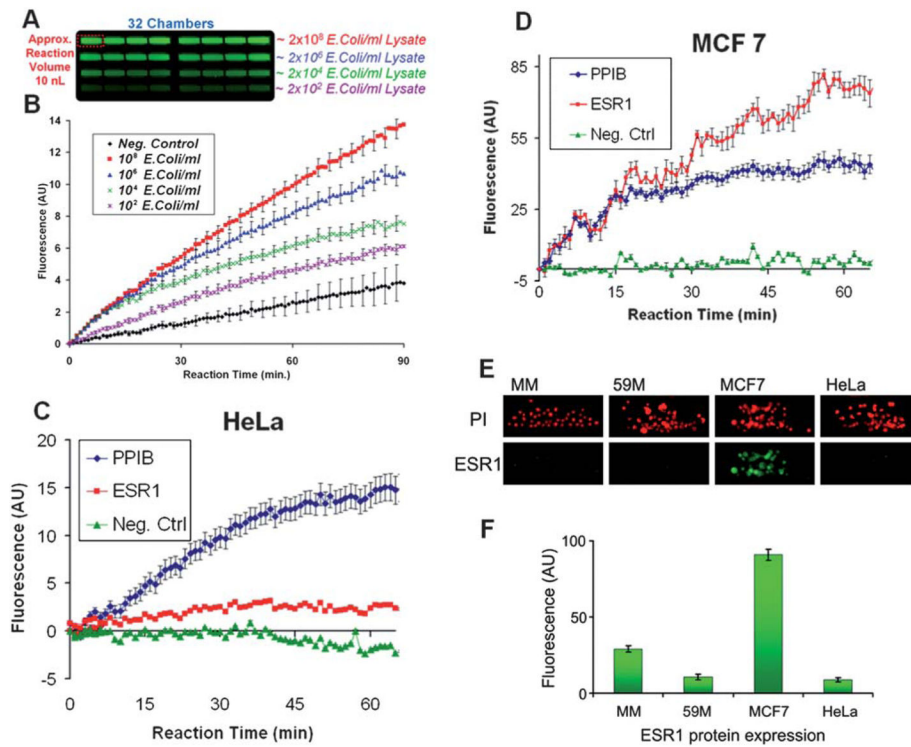 A
32 Chambers
Approx.
Reaction
Volume
10 nL
~ 2x10⁸ E.Coli/ml Lysate
~ 2x10⁶ E.Coli/ml Lysate
~ 2x10⁴ E.Coli/ml Lysate
~ 2x10² E.Coli/ml Lysate
B
Fluorescence (AU)
14
12
10
8
6
4
2
0
Neg. Control
10⁸ E.Coli/ml
10⁶ E.Coli/ml
10⁴ E.Coli/ml
10² E.Coli/ml
0 30 60 90
Reaction Time (min.)
C
HeLa
Fluorescence (AU)
20
15
10
5
0
-5
PPIB
ESR1
Neg. Ctrl
0 15 30 45 60
Reaction Time (min)
D
MCF 7
Fluorescence (AU)
85
55
25
-5
PPIB
ESR1
Neg. Ctrl
0 15 30 45 60
Reaction Time (min)
E
MM 59M MCF7 HeLa
PI
ESR1
F
Fluorescence (AU)
100
50
0
MM 59M MCF7 HeLa
ESR1 protein expression